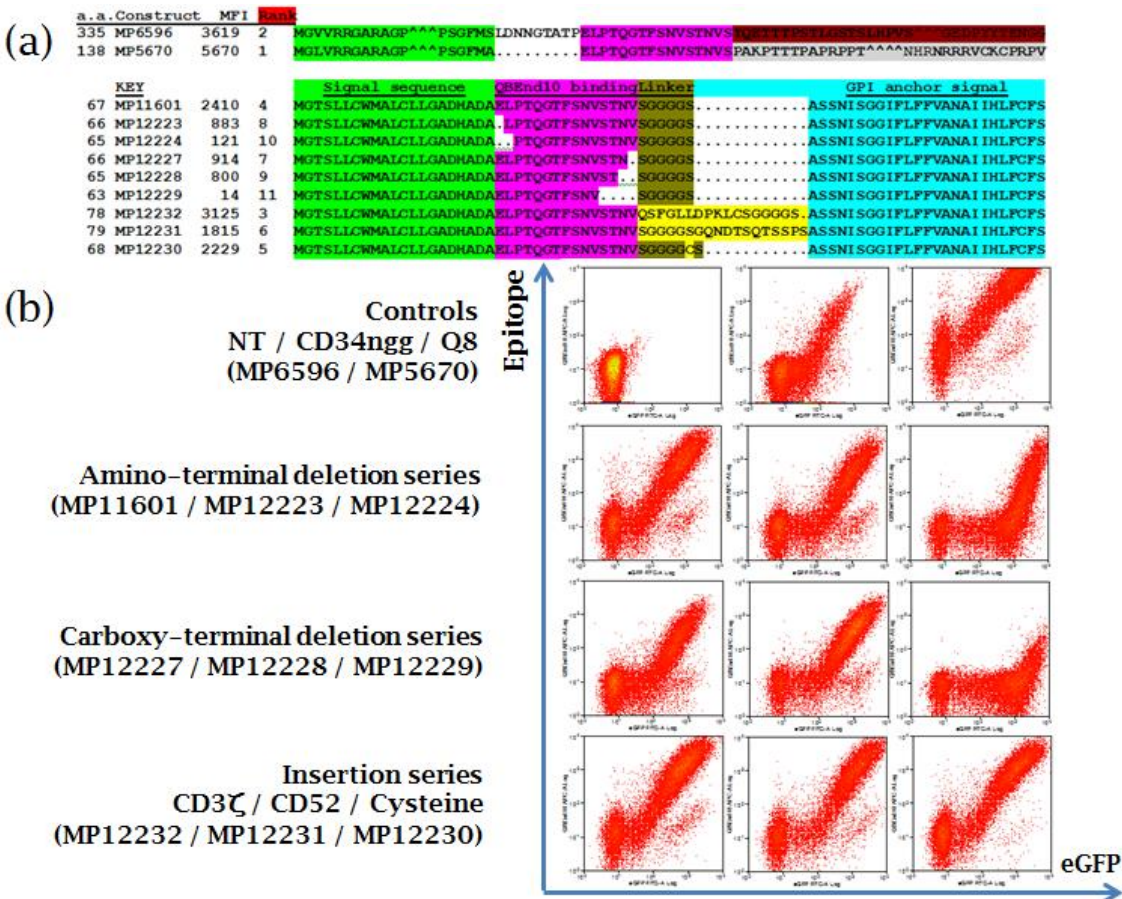 (a)
a.a. Construct MFI Rank
335 MP6596 3619 2 MGVVRRGARAGP^^^PSGFMSLDNNGTATPELPTQGTFSNVSTNVS
138 MP5670 5670 1 MGLVRRGARAGP^^^PSGFMA.........ELPTQGTFSNVSTNVSPAKPTTTPAPRPPT^^^^NHRNRRRVCKCPRPV
KEY Signal sequence QBEnd10 binding Linker GPI anchor signal
67 MP11601 2410 4 MGTSLLCWMALCLLGADHADAELPTQGTFSNVSTNVSGGGGS............ASSNISGGIFLFFVANAIIHLFCFS
66 MP12223 883 8 MGTSLLCWMALCLLGADHADA.LPTQGTFSNVSTNVSGGGGS............ASSNISGGIFLFFVANAIIHLFCFS
65 MP12224 121 10 MGTSLLCWMALCLLGADHADA..PTQGTFSNVSTNVSGGGGS............ASSNISGGIFLFFVANAIIHLFCFS
66 MP12227 914 7 MGTSLLCWMALCLLGADHADAELPTQGTFSNVSTN.SGGGGS............ASSNISGGIFLFFVANAIIHLFCFS
65 MP12228 800 9 MGTSLLCWMALCLLGADHADAELPTQGTFSNVST..SGGGGS............ASSNISGGIFLFFVANAIIHLFCFS
63 MP12229 14 11 MGTSLLCWMALCLLGADHADAELPTQGTFSNV....SGGGGS............ASSNISGGIFLFFVANAIIHLFCFS
78 MP12232 3125 3 MGTSLLCWMALCLLGADHADAELPTQGTFSNVSTNVQSFGLLDPKLCSGGGGS.ASSNISGGIFLFFVANAIIHLFCFS
79 MP12231 1815 6 MGTSLLCWMALCLLGADHADAELPTQGTFSNVSTNVSGGGGSGQNDTSQTSSPSASSNISGGIFLFFVANAIIHLFCFS
68 MP12230 2229 5 MGTSLLCWMALCLLGADHADAELPTQGTFSNVSTNVSGGGGCS...........ASSNISGGIFLFFVANAIIHLFCFS
(b)
Controls
NT / CD34ngg / Q8
(MP6596 / MP5670)
Epitope
Amino-terminal deletion series
(MP11601 / MP12223 / MP12224)
Carboxy-terminal deletion series
(MP12227 / MP12228 / MP12229)
Insertion series
CD3ζ / CD52 / Cysteine
(MP12232 / MP12231 / MP12230)
eGFP